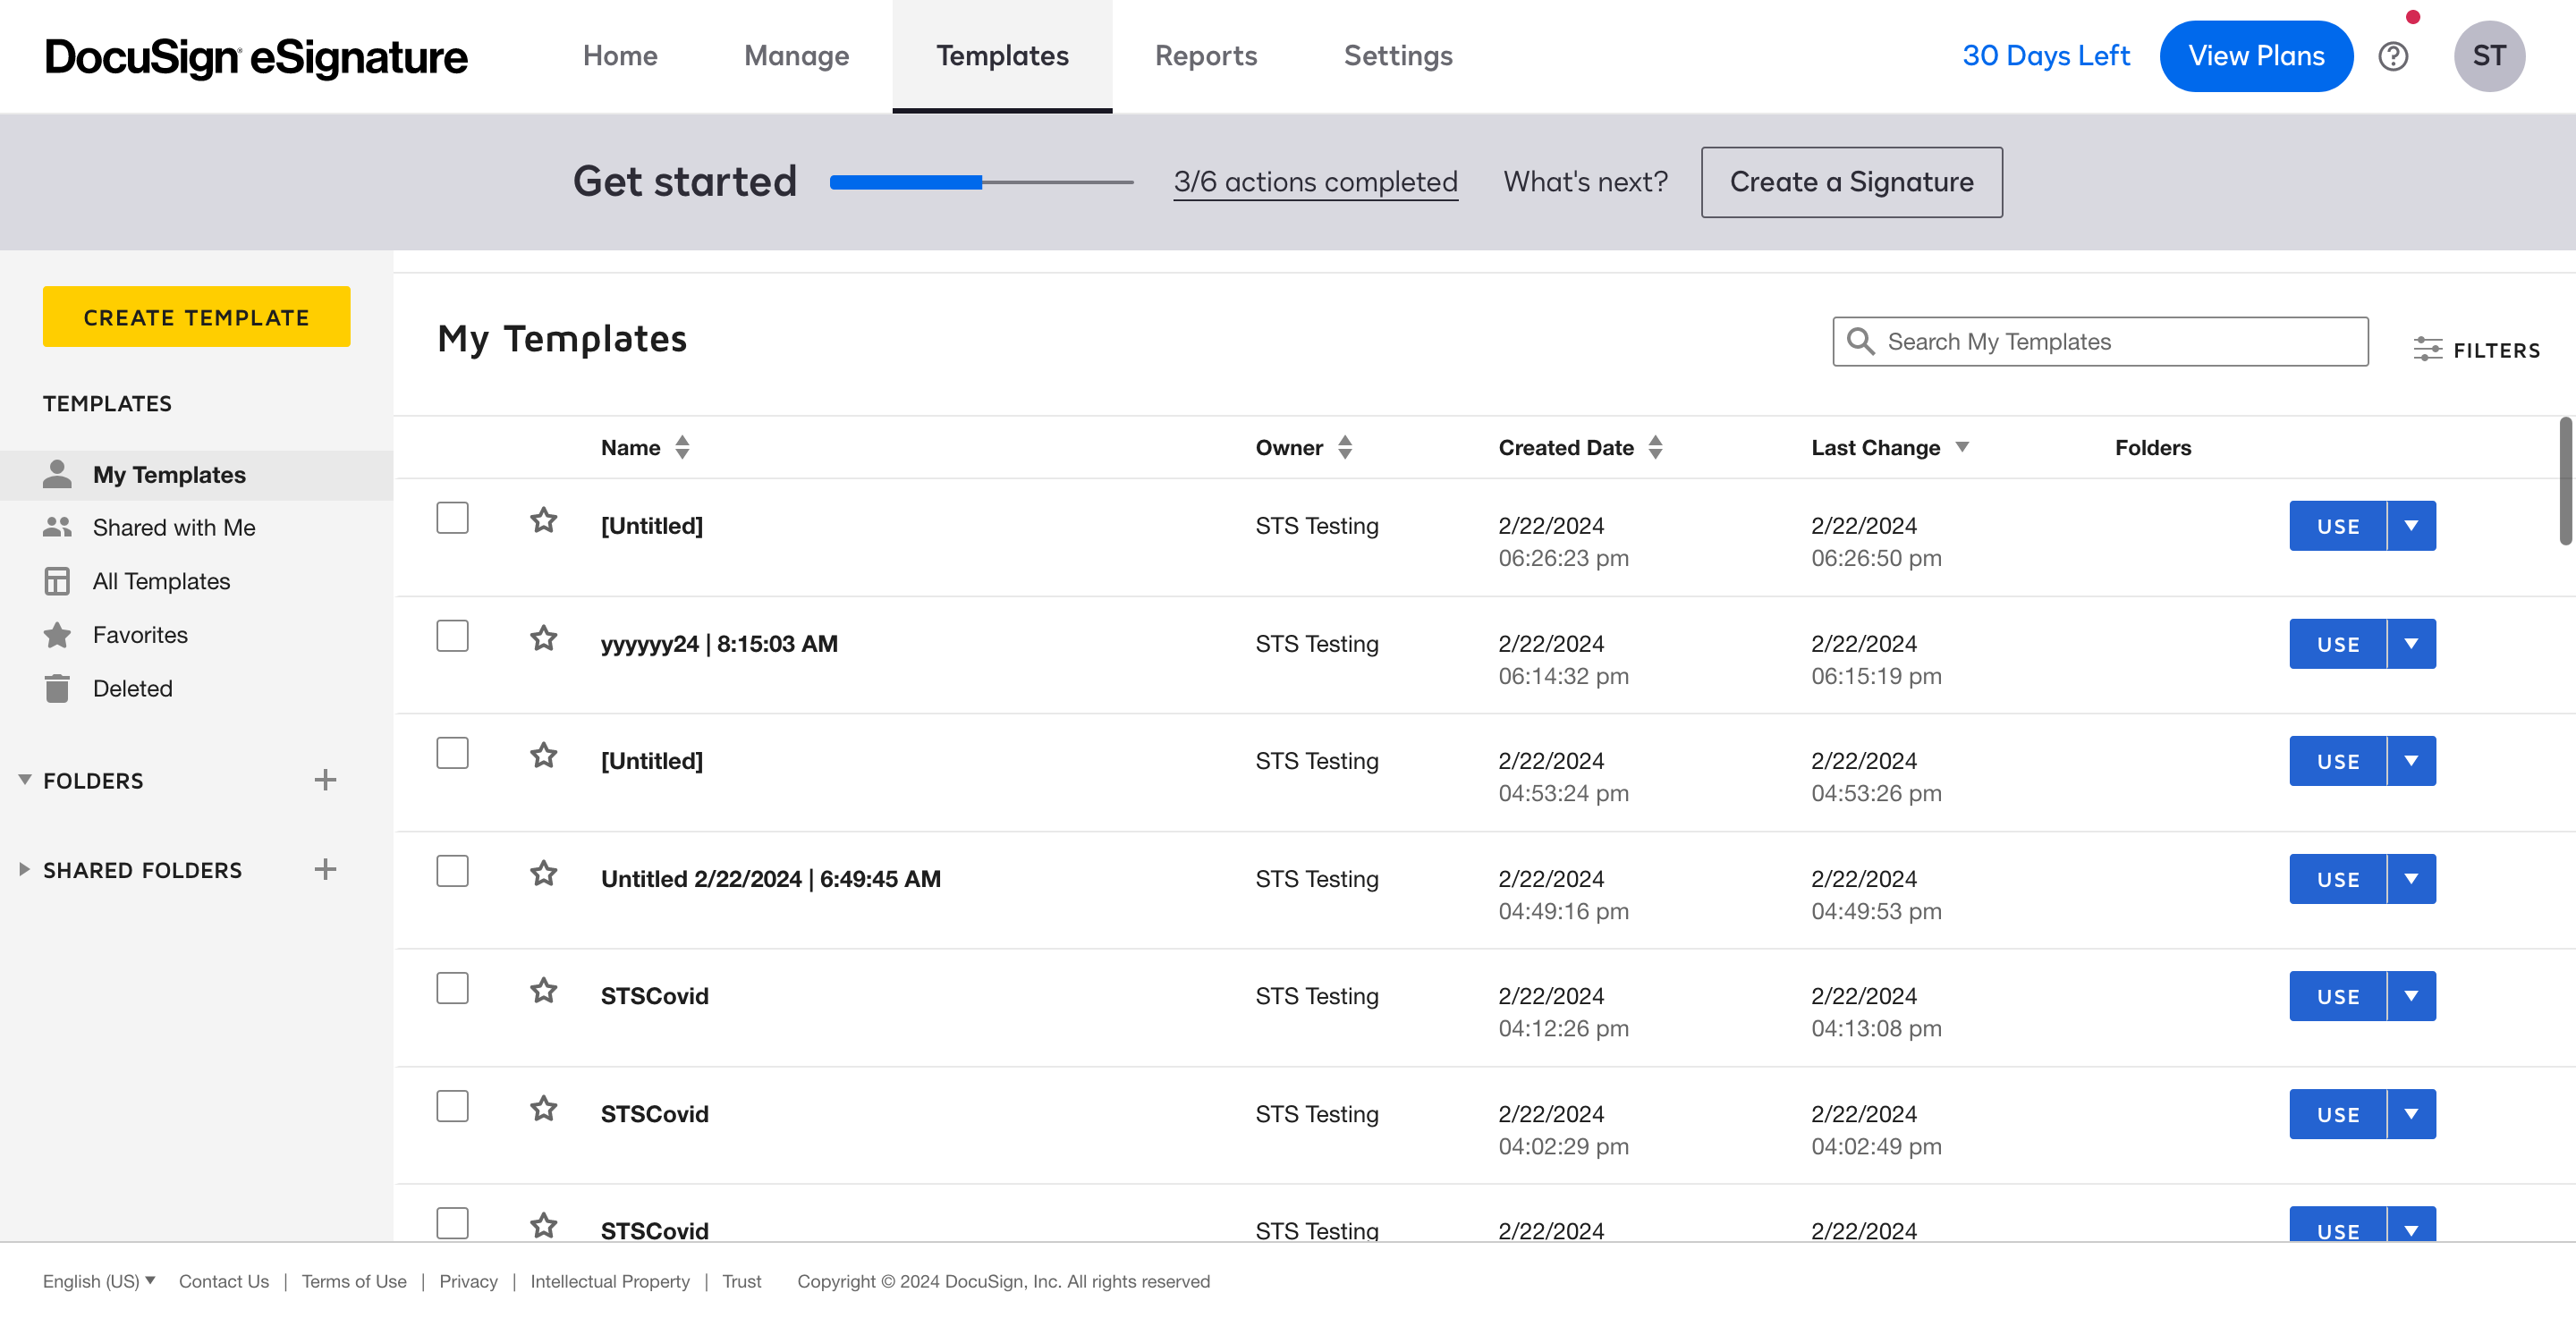 DocuSign eSignature
Home Manage Templates Reports Settings
30 Days Left View Plans ? ST
Get started 3/6 actions completed What's next? Create a Signature
CREATE TEMPLATE
TEMPLATES
My Templates
Shared with Me
All Templates
Favorites
Deleted
FOLDERS
SHARED FOLDERS
My Templates
Search My Templates
FILTERS
Name Owner Created Date Last Change Folders
[Untitled] STS Testing 2/22/2024 2/22/2024 USE
06:26:23 pm 06:26:50 pm
yyyyyy24 | 8:15:03 AM STS Testing 2/22/2024 2/22/2024 USE
06:14:32 pm 06:15:19 pm
[Untitled] STS Testing 2/22/2024 2/22/2024 USE
04:53:24 pm 04:53:26 pm
Untitled 2/22/2024 | 6:49:45 AM STS Testing 2/22/2024 2/22/2024 USE
04:49:16 pm 04:49:53 pm
STSCovid STS Testing 2/22/2024 2/22/2024 USE
04:12:26 pm 04:13:08 pm
STSCovid STS Testing 2/22/2024 2/22/2024 USE
04:02:29 pm 04:02:49 pm
STSCovid STS Testing 2/22/2024 2/22/2024 USE
English (US) Contact Us | Terms of Use | Privacy | Intellectual Property | Trust Copyright © 2024 DocuSign, Inc. All rights reserved